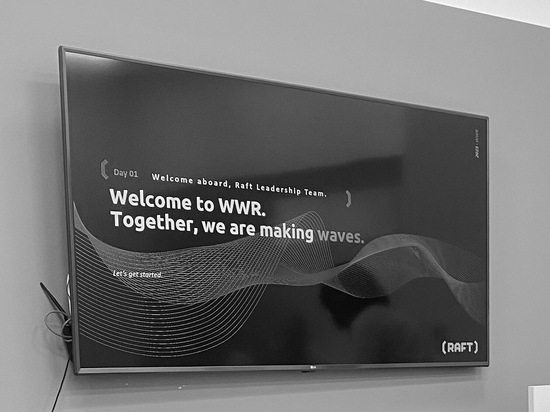 Day 01
Welcome aboard, Raft Leadership Team.
Welcome to WWR.
Together, we are making waves.
Let's get started.
(RAFT)
LG